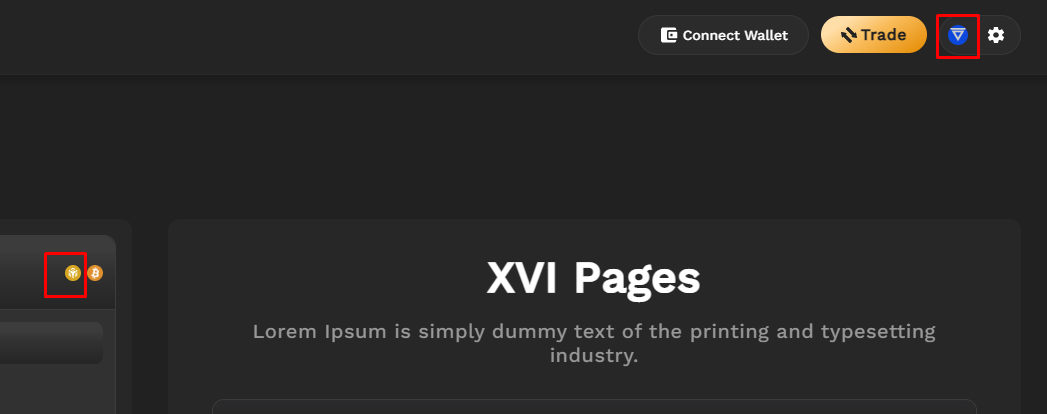 Connect Wallet
Trade
XVI Pages
Lorem Ipsum is simply dummy text of the printing and typesetting
industry.